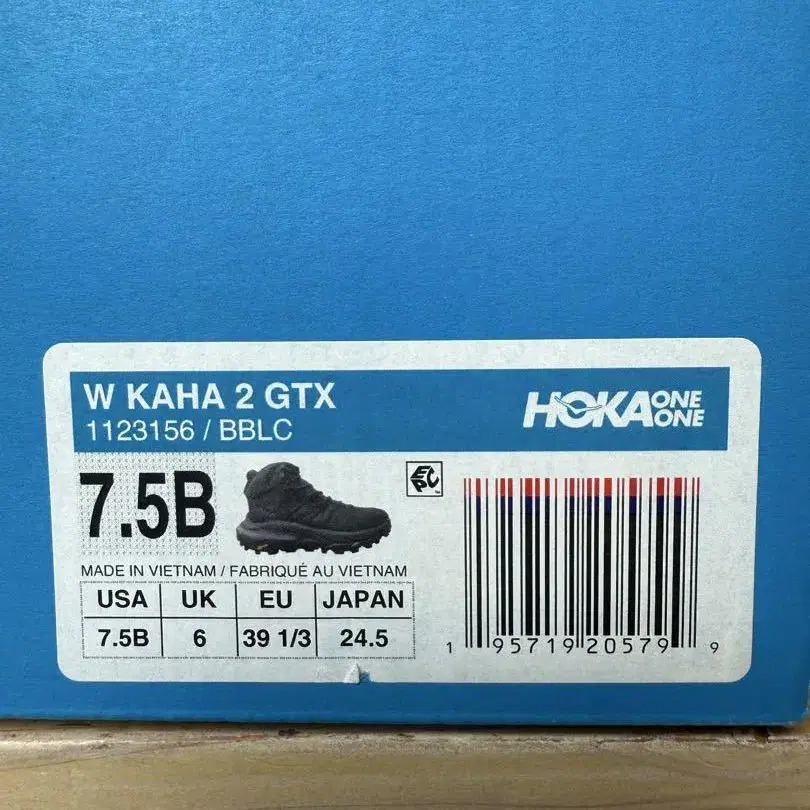 W KAHA 2 GTX
1123156 / BBLC
HOKA ONE ONE
7.5B
EPC
MADE IN VIETNAM / FABRIQUÉ AU VIETNAM
USA UK EU JAPAN
7.5B 6 39 1/3 24.5
1 95719 20579 9